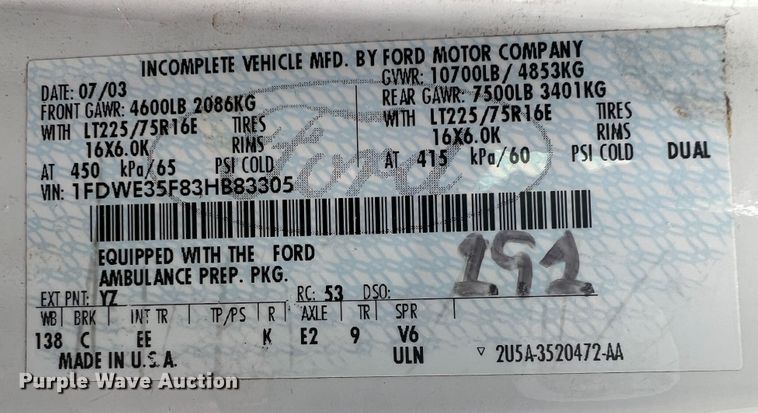 INCOMPLETE VEHICLE MFD. BY FORD MOTOR COMPANY
DATE: 07/03 GVWR: 10700LB/ 4853KG
FRONT GAWR: 4600LB 2086KG REAR GAWR: 7500LB 3401KG
WITH LT225/75R16E TIRES WITH LT225/75R16E TIRES
16X6.0K 16X6.0K
AT 450 kPa/65 PSI COLD AT 415 kPa/60 PSI COLD DUAL
VIN: 1FDWE35F83HB83305
Ford
EQUIPPED WITH THE FORD
AMBULANCE PREP. PKG.
191
EXT PNT: YZ RC: 53 DSO:
WB BRK INT TR TP/PS R AXLE TR SPR
138 C EE K E2 9 V6
MADE IN U.S.A. ULN ▽ 2U5A-3520472-AA
Purple Wave Auction